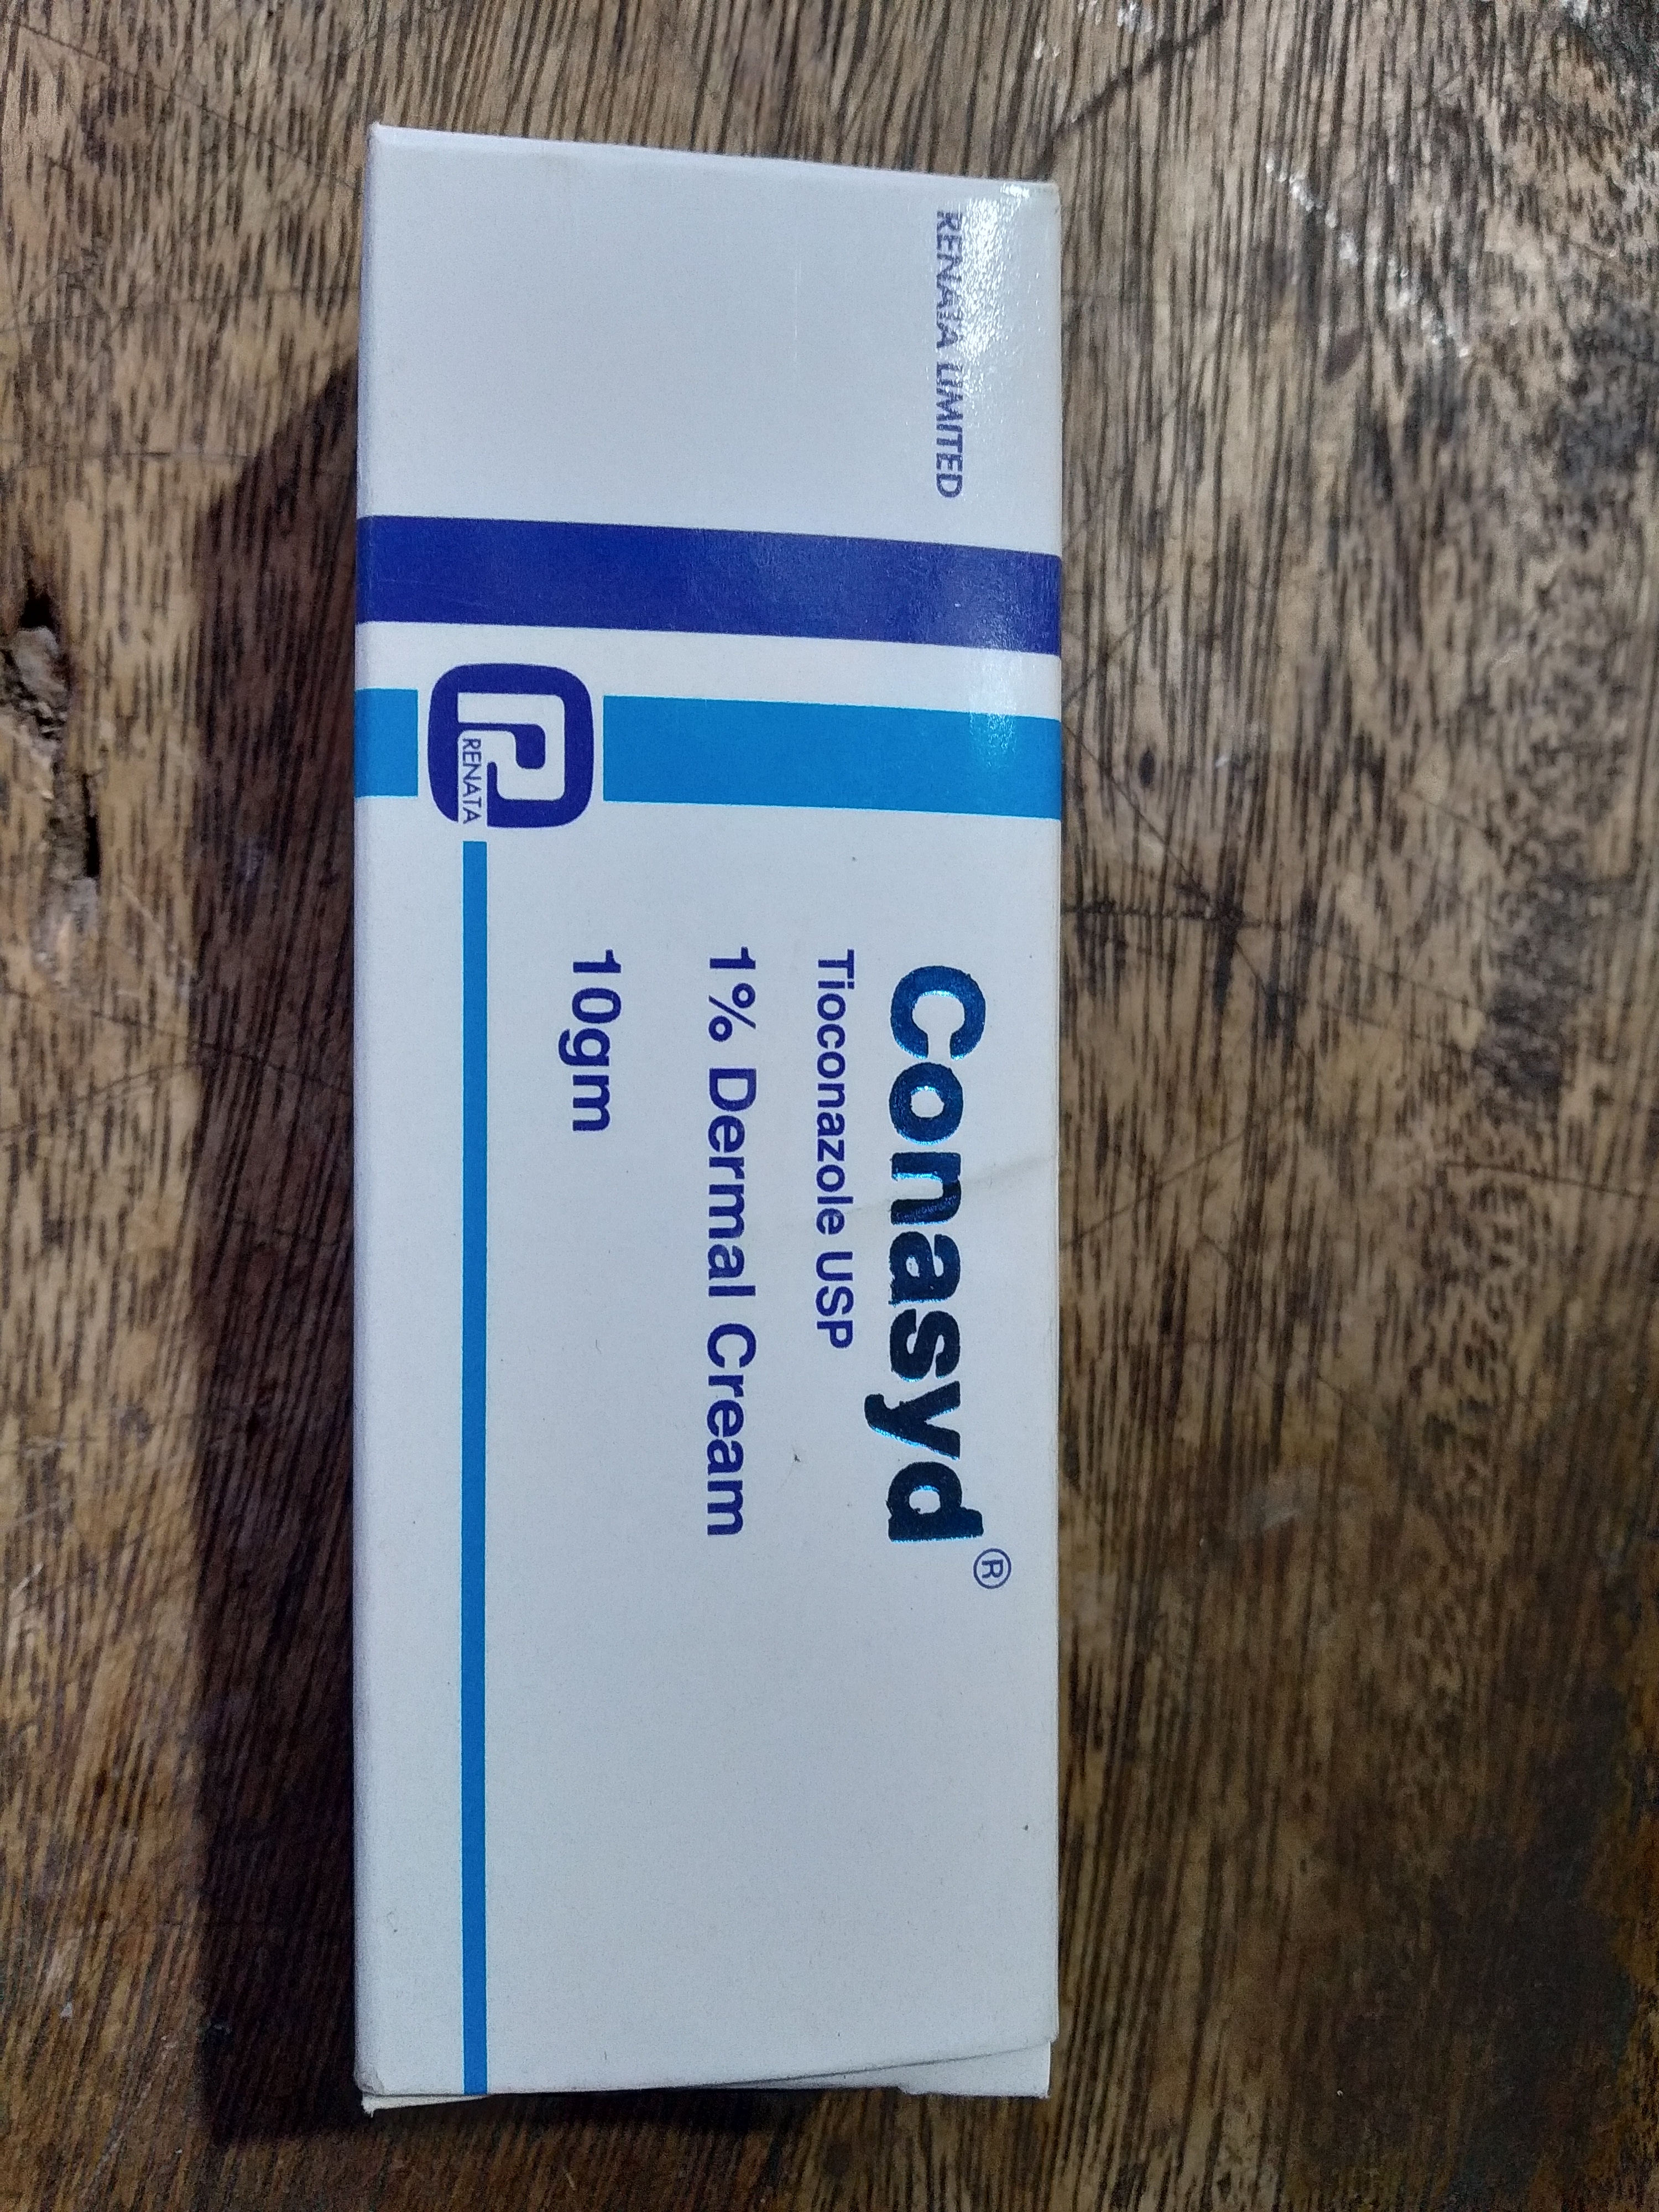 RENATA LIMITED
Conasyd®
Tioconazole USP
1% Dermal Cream
10gm
RENATA